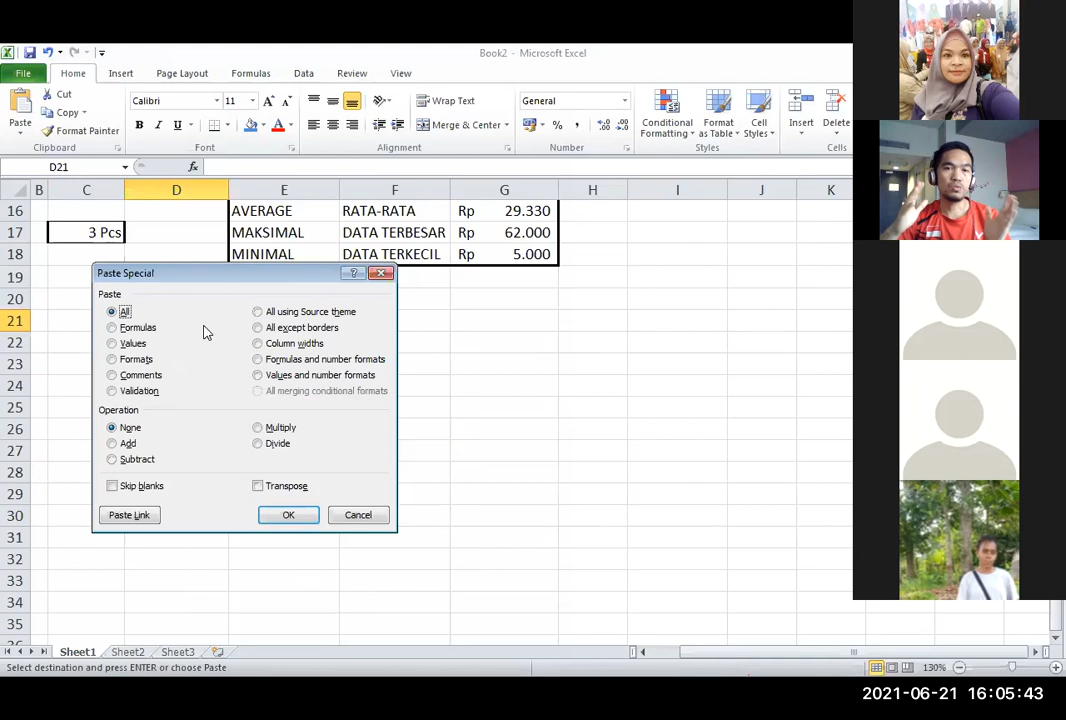 Book2 - Microsoft Excel
File Home Insert Page Layout Formulas Data Review View
Cut
Copy
Format Painter
Paste
Clipboard
Calibri 11
B I U
Font
Wrap Text
Merge & Center
Alignment
General
Number
Conditional Formatting
Format as Table
Cell Styles
Styles
Insert Delete
Cells
D21 fx
B C D E F G H I J K
16 AVERAGE RATA-RATA Rp 29.330
17 3 Pcs MAKSIMAL DATA TERBESAR Rp 62.000
18 MINIMAL DATA TERKECIL Rp 5.000
19
20
21
22
23
24
25
26
27
28
29
30
31
32
33
34
35
Paste Special
Paste
All All using Source theme
Formulas All except borders
Values Column widths
Formats Formulas and number formats
Comments Values and number formats
Validation All merging conditional formats
Operation
None Multiply
Add Divide
Subtract
Skip blanks Transpose
Paste Link OK Cancel
Sheet1 Sheet2 Sheet3
Select destination and press ENTER or choose Paste 130%
2021-06-21 16:05:43